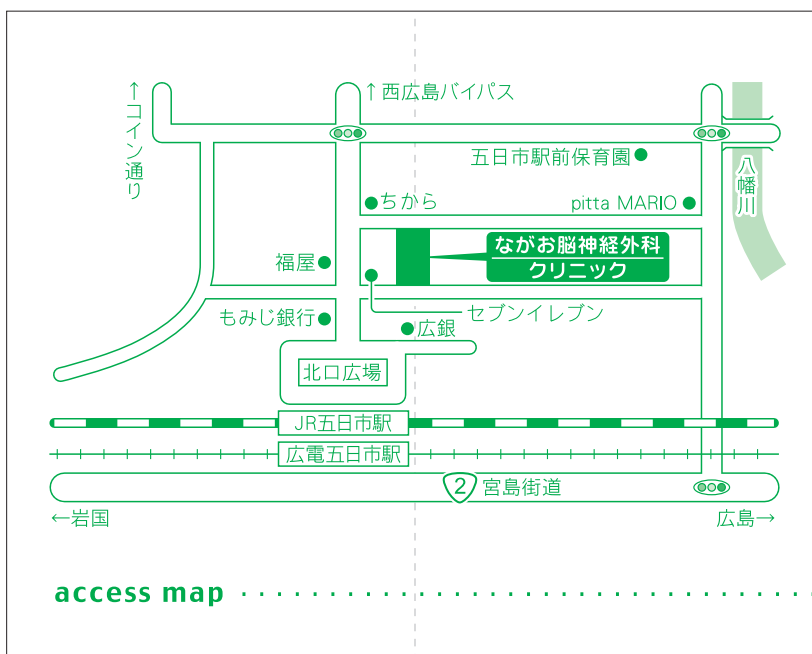 ↑西広島バイパス
←コイン通り
五日市駅前保育園
八幡川
ちから
pitta MARIO
ながお脳神経外科
クリニック
福屋
もみじ銀行
セブンイレブン
広銀
北口広場
JR五日市駅
広電五日市駅
2
宮島街道
←岩国
広島→
access map